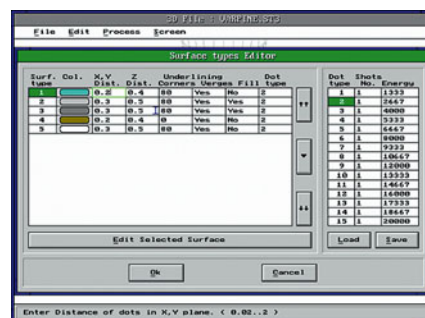 3D File : VARPINE.ST3
File Edit Process Screen
Surface types Editor
Surf. Col. X,Y Z Underlining Dot
type Dist. Dist. Corners Verges Fill type
1 0.2 0.4 80 Yes No 2
2 0.3 0.5 80 Yes Yes 2
3 0.3 0.5 80 Yes No 2
4 0.2 0.4 0 Yes No 2
5 0.3 0.5 80 Yes No 2
Dot Shots
type No. Energy
1 1 1333
2 1 2667
3 1 4000
4 1 5333
5 1 6667
6 1 8000
7 1 9333
8 1 10667
9 1 12000
10 1 13333
11 1 14667
12 1 16000
13 1 17333
14 1 18667
15 1 20000
Edit Selected Surface
Load Save
Ok Cancel
Enter Distance of dots in X,Y plane. ( 0.02..2 )